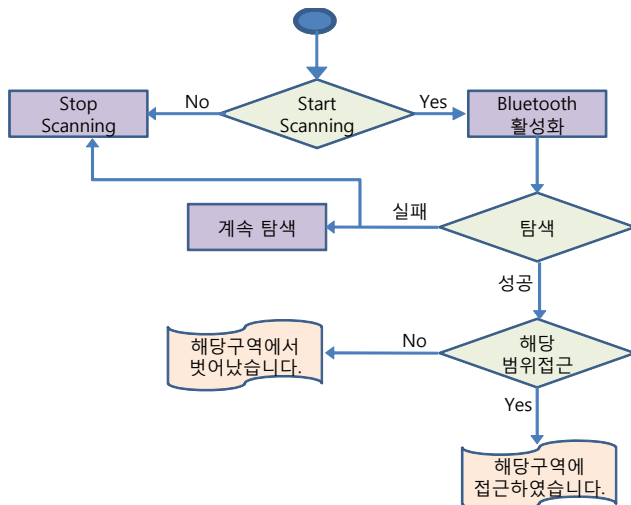 Stop
Scanning
No
Start
Scanning
Yes
Bluetooth
활성화
계속 탐색
실패
탐색
성공
해당구역에서
벗어났습니다.
No
해당
범위접근
Yes
해당구역에
접근하였습니다.